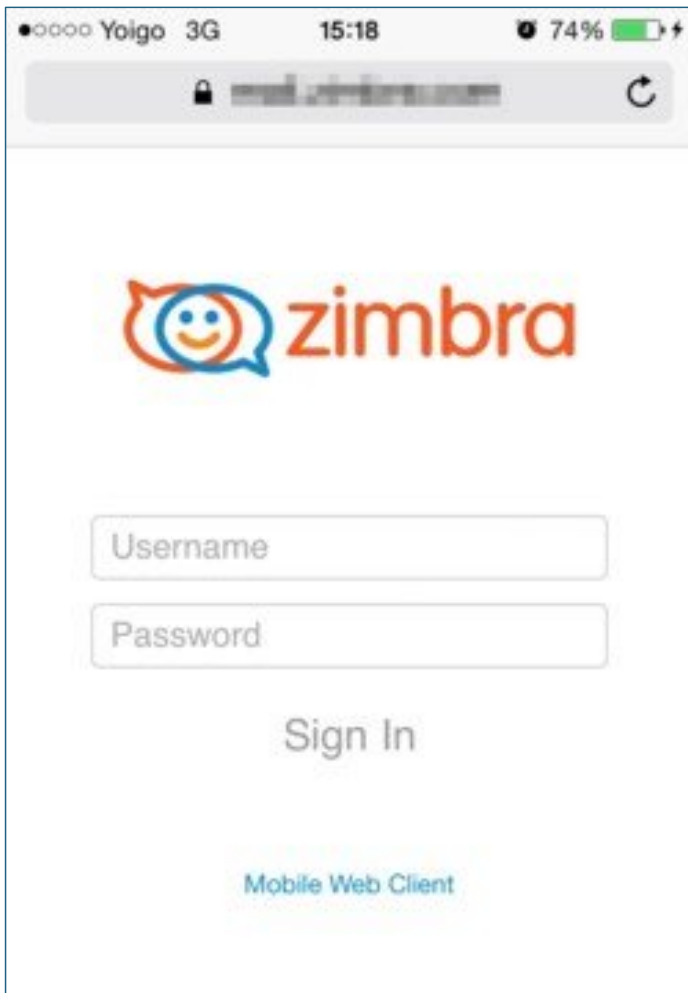 Yoigo 3G 15:18 74%
zimbra
Username
Password
Sign In
Mobile Web Client